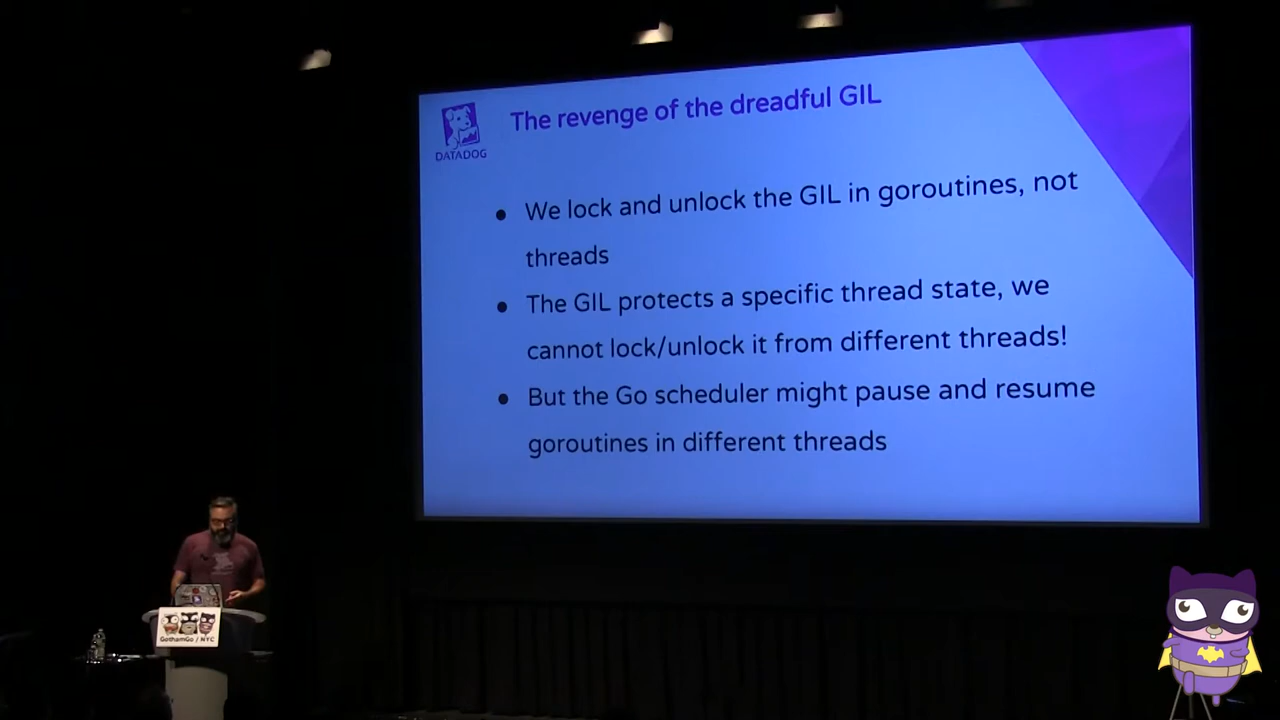 The revenge of the dreadful GIL
DATADOG
We lock and unlock the GIL in goroutines, not
threads
The GIL protects a specific thread state, we
cannot lock/unlock it from different threads!
But the Go scheduler might pause and resume
goroutines in different threads
GothamGo / NYC